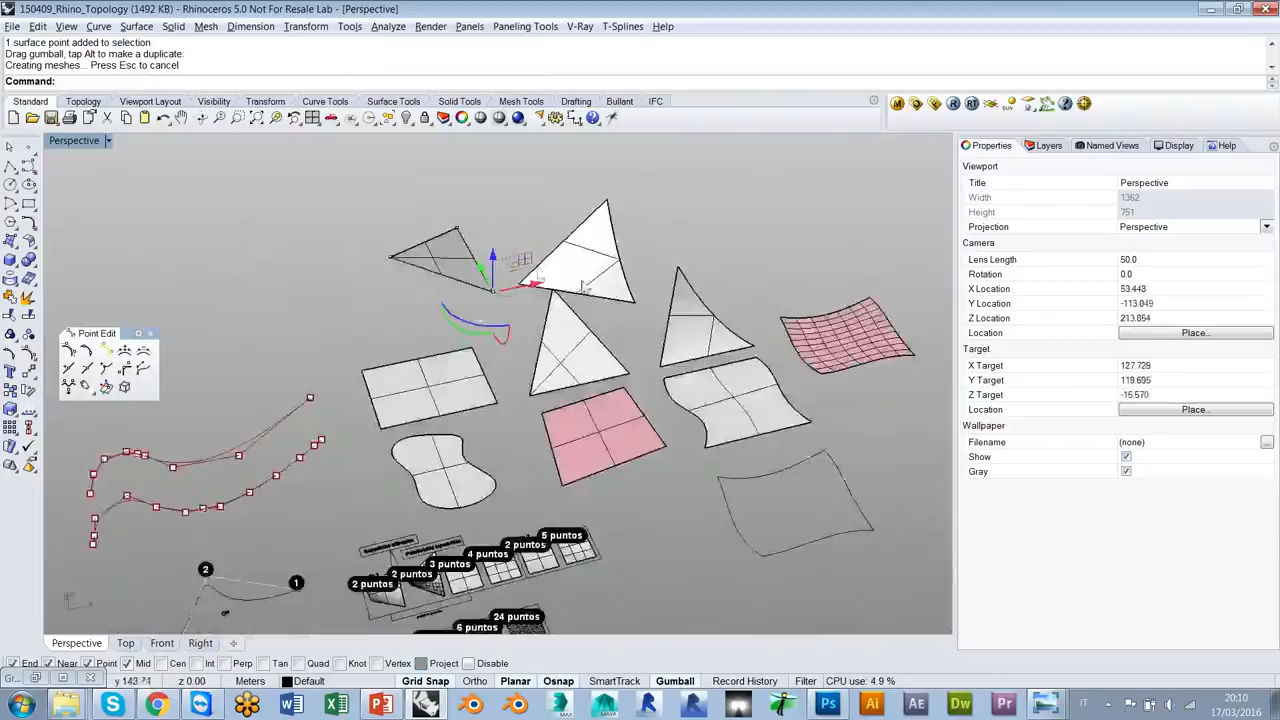 150409_Rhino_Topology (1492 KB) - Rhinoceros 5.0 Not For Resale Lab - [Perspective]
File Edit View Curve Surface Solid Mesh Dimension Transform Tools Analyze Render Panels Paneling Tools V-Ray T-Splines Help
1 surface point added to selection.
Drag gumball, tap Alt to make a duplicate:
Creating meshes... Press Esc to cancel
Command:
Standard Topology Viewport Layout Visibility Transform Curve Tools Surface Tools Solid Tools Mesh Tools Drafting Bullant IFC
Perspective
Properties Layers Named Views Display Help
Viewport
Title Perspective
Width 1362
Height 751
Projection Perspective
Camera
Lens Length 50.0
Rotation 0.0
X Location 53.443
Y Location -113.049
Z Location 213.854
Location Place...
Target
X Target 127.728
Y Target 119.695
Z Target -15.570
Location Place...
Wallpaper
Filename (none) ...
Show
Gray
Point Edit
5 puntos
2 puntos
4 puntos
3 puntos
2 puntos
2 puntos
24 puntos
6 puntos
2
1
Perspective Top Front Right
End Near Point Mid Cen Int Perp Tan Quad Knot Vertex Project Disable
Gr...
z 0.00 Meters Default Grid Snap Ortho Planar Osnap SmartTrack Gumball Record History Filter CPU use: 4.9 %
IT
20:10
17/03/2016